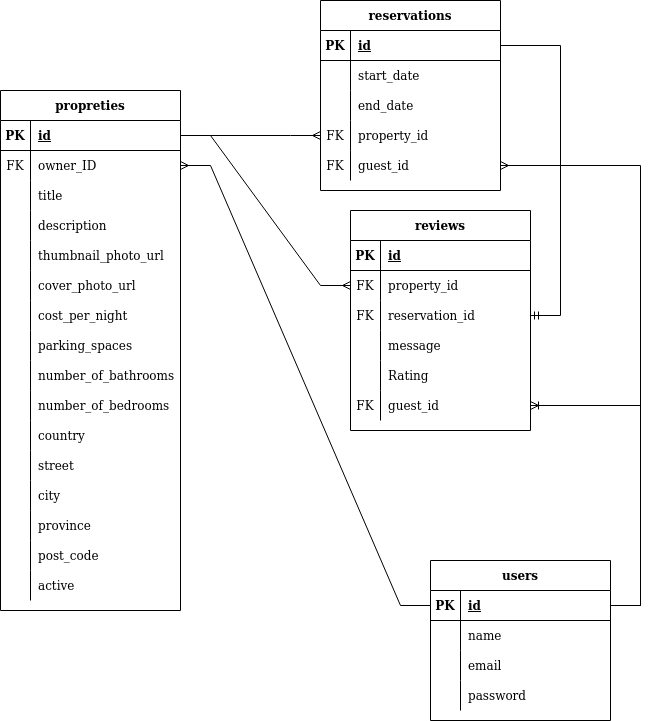 reservations
PK id
start_date
end_date
FK property_id
FK guest_id
propreties
PK id
FK owner_ID
title
description
thumbnail_photo_url
cover_photo_url
cost_per_night
parking_spaces
number_of_bathrooms
number_of_bedrooms
country
street
city
province
post_code
active
reviews
PK id
FK property_id
FK reservation_id
message
Rating
FK guest_id
users
PK id
name
email
password